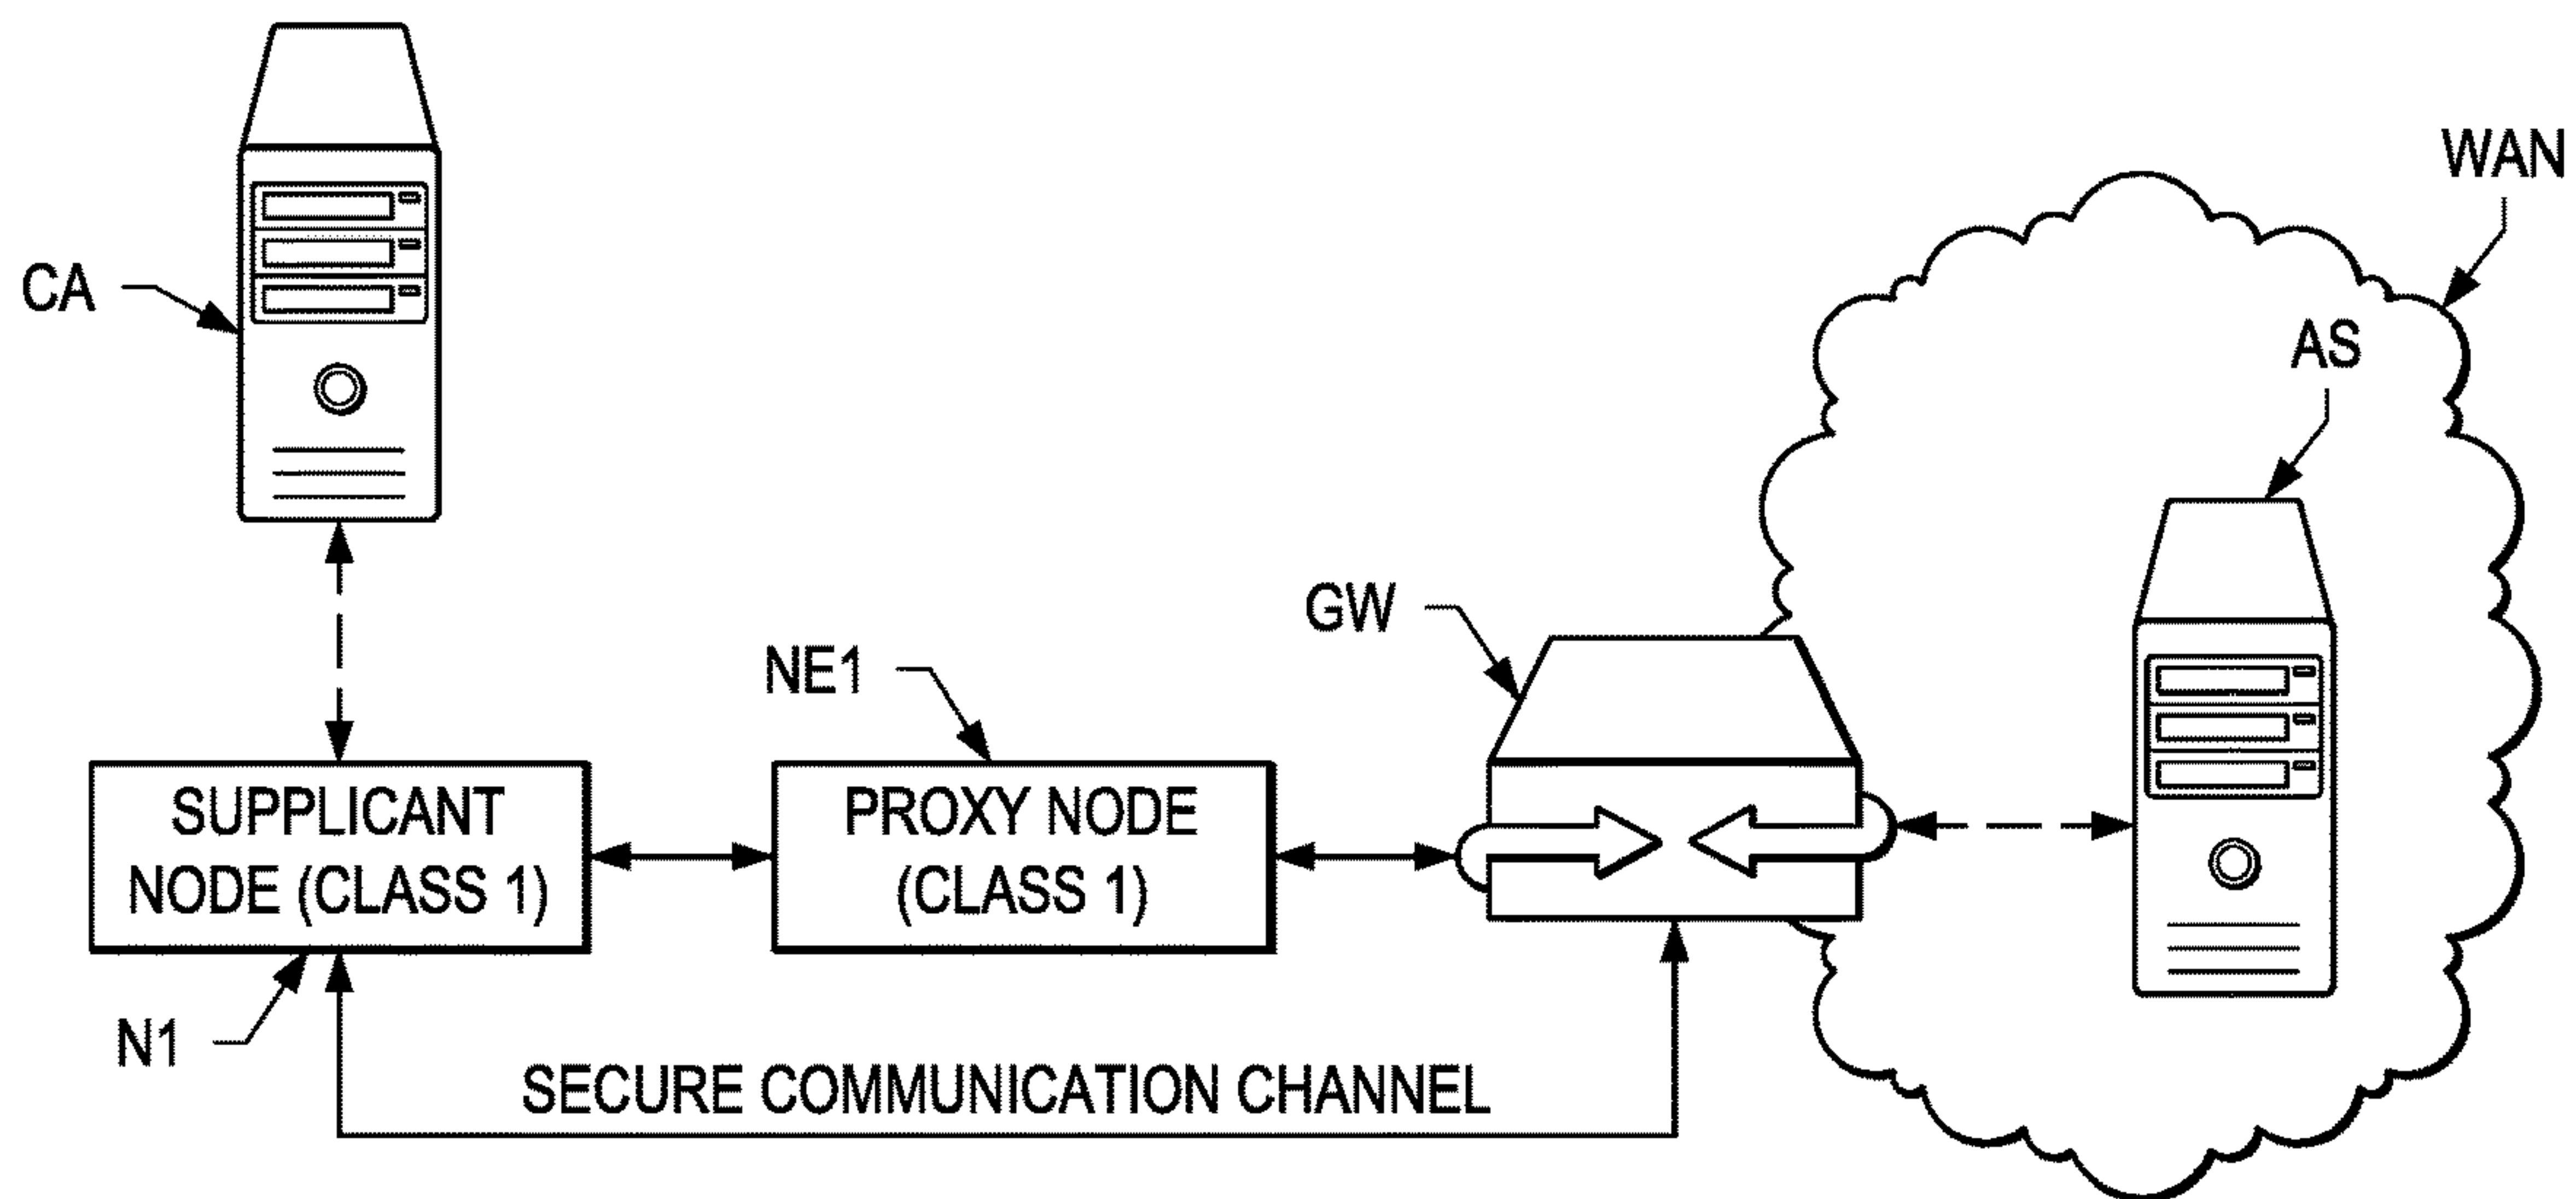 WAN
CA
AS
GW
NE1
SUPPLICANT
NODE (CLASS 1)
PROXY NODE
(CLASS 1)
N1
SECURE COMMUNICATION CHANNEL